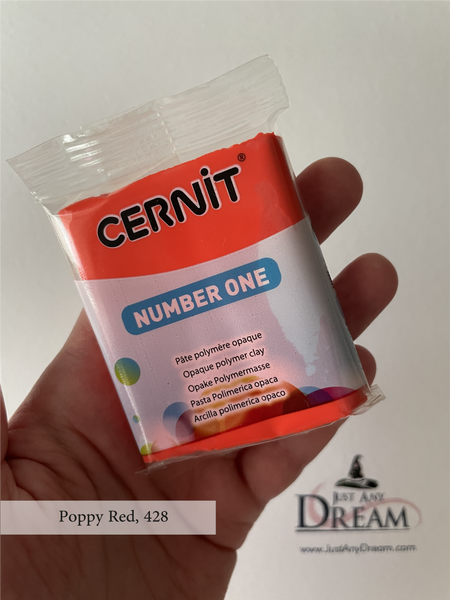 CERNIT®
NUMBER ONE
Pâte polymère opaque
Opaque polymer clay
Opake Polymermasse
Pasta Polimerica opaca
Arcilla polimerica opaco
Poppy Red, 428
JUST ANY
DREAM
www.JustAnyDream.com